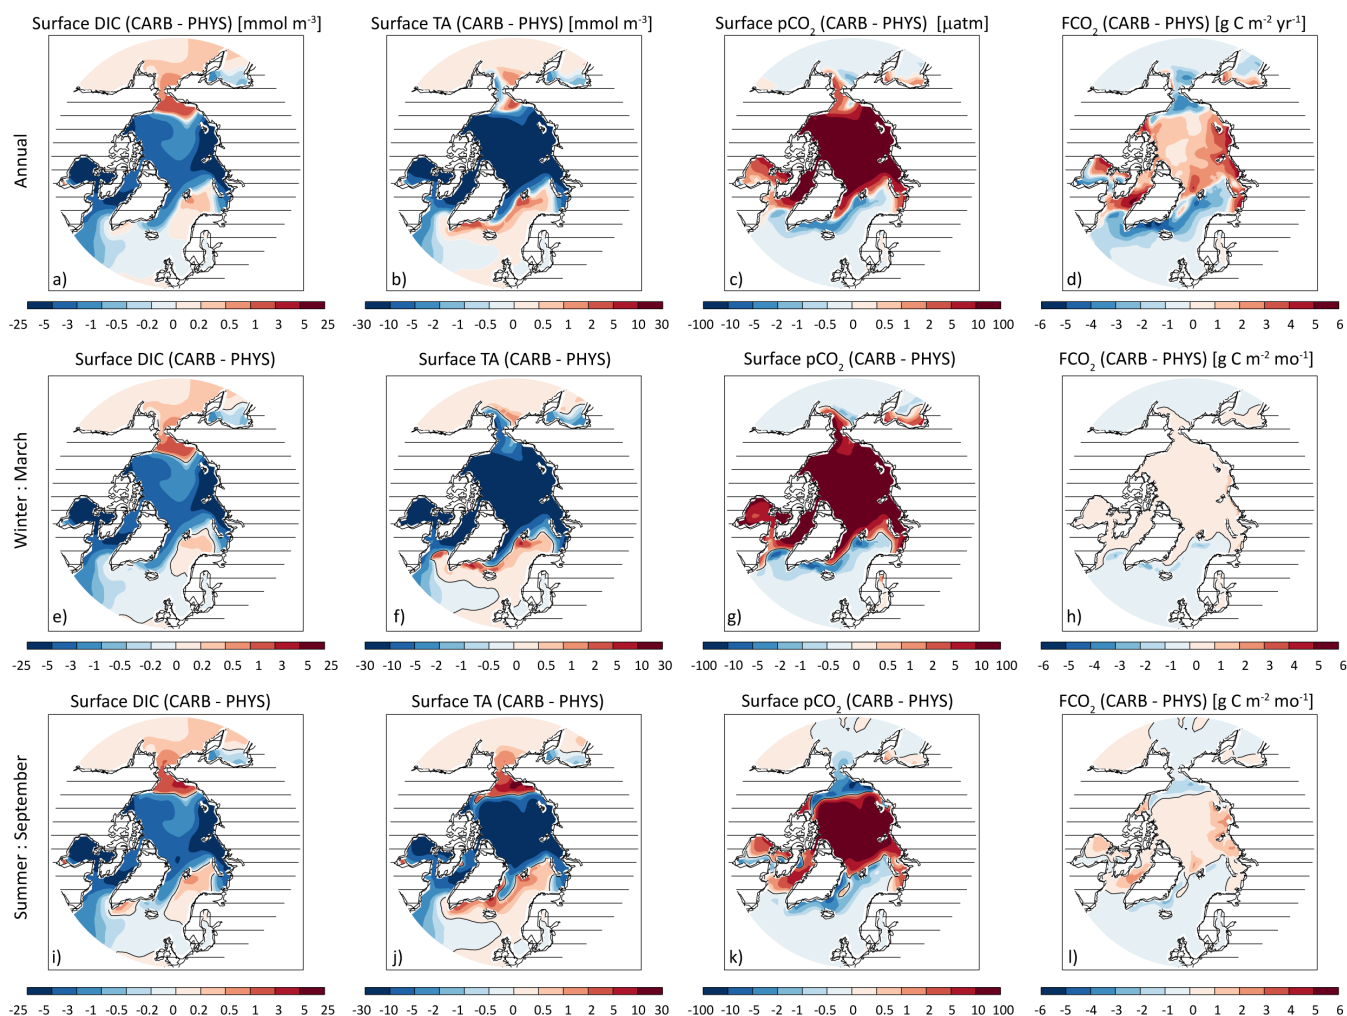 Surface DIC (CARB - PHYS) [mmol m⁻³]
Surface TA (CARB - PHYS) [mmol m⁻³]
Surface pCO₂ (CARB - PHYS) [µatm]
FCO₂ (CARB - PHYS) [g C m⁻² yr⁻¹]
Annual
a)
b)
c)
d)
-25 -5 -3 -1 -0.5 -0.2 0 0.2 0.5 1 3 5 25
-30 -10 -5 -2 -1 -0.5 0 0.5 1 2 5 10 30
-100 -10 -5 -2 -1 -0.5 0 0.5 1 2 5 10 100
-6 -5 -4 -3 -2 -1 0 1 2 3 4 5 6
Surface DIC (CARB - PHYS)
Surface TA (CARB - PHYS)
Surface pCO₂ (CARB - PHYS)
FCO₂ (CARB - PHYS) [g C m⁻² mo⁻¹]
Winter : March
e)
f)
g)
h)
-25 -5 -3 -1 -0.5 -0.2 0 0.2 0.5 1 3 5 25
-30 -10 -5 -2 -1 -0.5 0 0.5 1 2 5 10 30
-100 -10 -5 -2 -1 -0.5 0 0.5 1 2 5 10 100
-6 -5 -4 -3 -2 -1 0 1 2 3 4 5 6
Surface DIC (CARB - PHYS)
Surface TA (CARB - PHYS)
Surface pCO₂ (CARB - PHYS)
FCO₂ (CARB - PHYS) [g C m⁻² mo⁻¹]
Summer : September
i)
j)
k)
l)
-25 -5 -3 -1 -0.5 -0.2 0 0.2 0.5 1 3 5 25
-30 -10 -5 -2 -1 -0.5 0 0.5 1 2 5 10 30
-100 -10 -5 -2 -1 -0.5 0 0.5 1 2 5 10 100
-6 -5 -4 -3 -2 -1 0 1 2 3 4 5 6